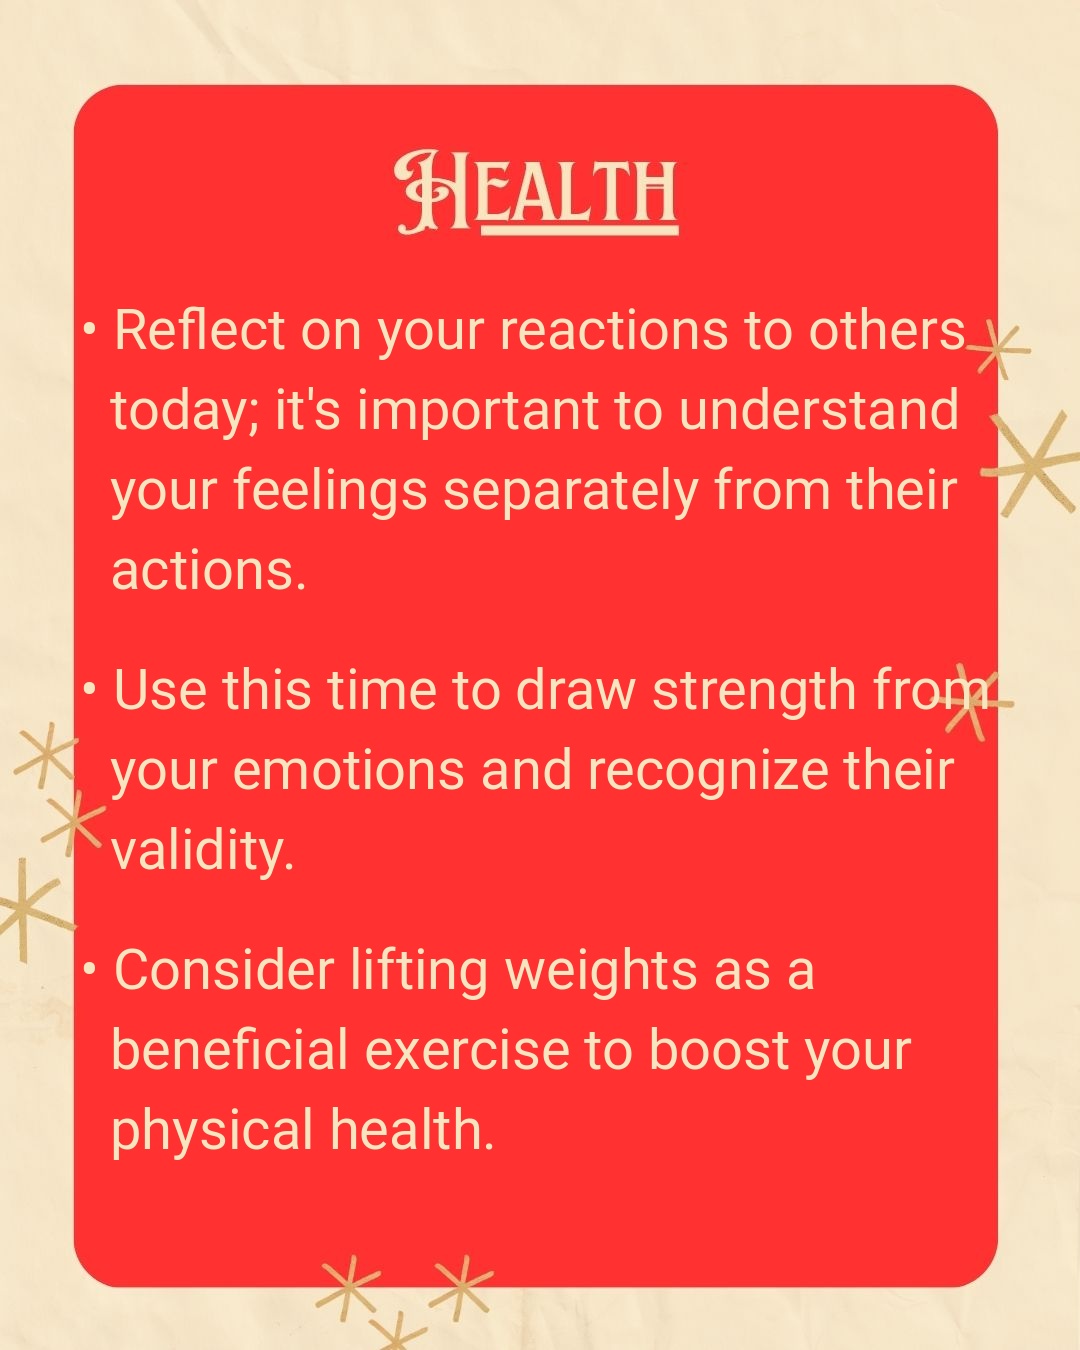 Health
• Reflect on your reactions to others
today; it's important to understand
your feelings separately from their
actions.
• Use this time to draw strength from
your emotions and recognize their
validity.
• Consider lifting weights as a
beneficial exercise to boost your
physical health.